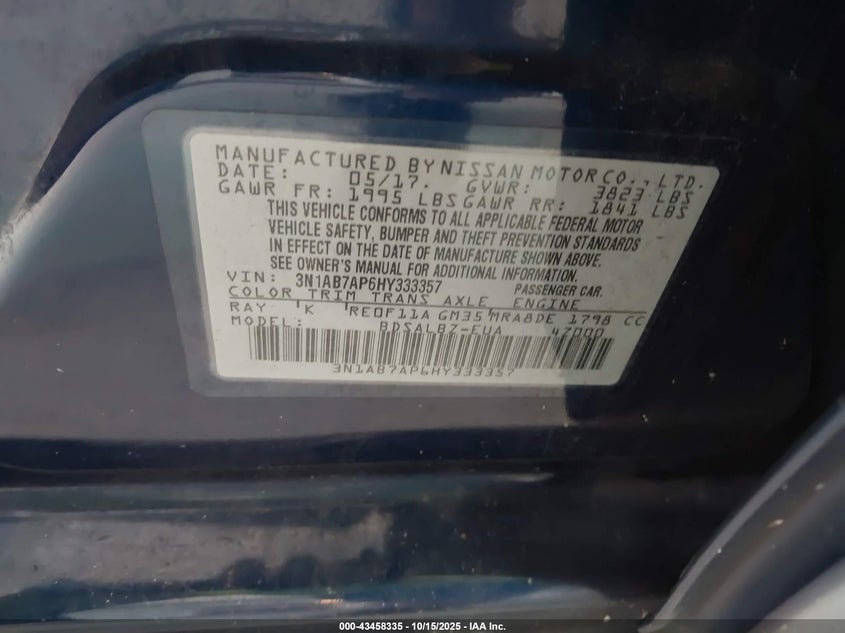 MANUFACTURED BY NISSAN MOTOR CO., LTD.
DATE: 05/17. GVWR: 3823 LBS
GAWR FR: 1995 LBS GAWR RR: 1841 LBS
THIS VEHICLE CONFORMS TO ALL APPLICABLE FEDERAL MOTOR
VEHICLE SAFETY, BUMPER AND THEFT PREVENTION STANDARDS
IN EFFECT ON THE DATE OF MANUFACTURE SHOWN ABOVE.
SEE OWNER'S MANUAL FOR ADDITIONAL INFORMATION.
VIN: 3N1AB7AP6HY333357 PASSENGER CAR.
COLOR TRIM TRANS AXLE ENGINE
RAY K RE0F11A GM35 MRA8DE 1798 CC
MODEL: BDSALBZ-EUA 47000
3N1AB7AP6HY333357
000-43458335 - 10/15/2025 - IAA Inc.